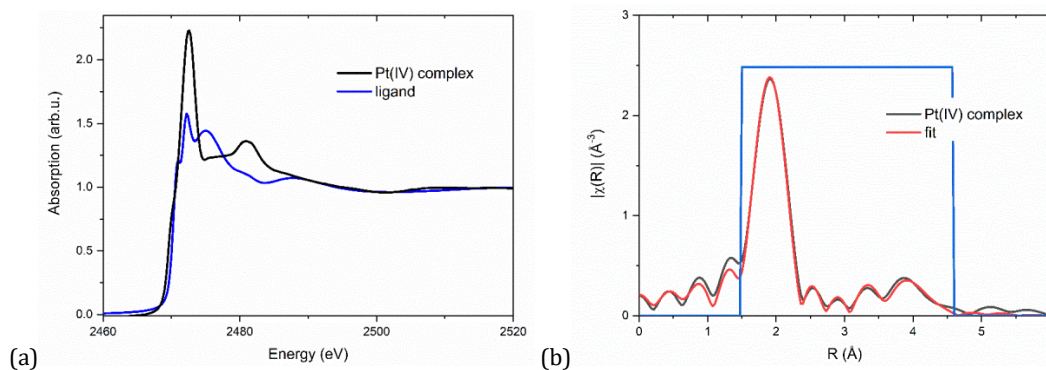 2.0
1.5
1.0
0.5
0.0
2460
2480
2500
2520
Absorption (arb.u.)
Energy (eV)
Pt(IV) complex
ligand
(a)
3
2
1
0
0
1
2
3
4
5
|χ(R)| (Å⁻³)
R (Å)
Pt(IV) complex
fit
(b)